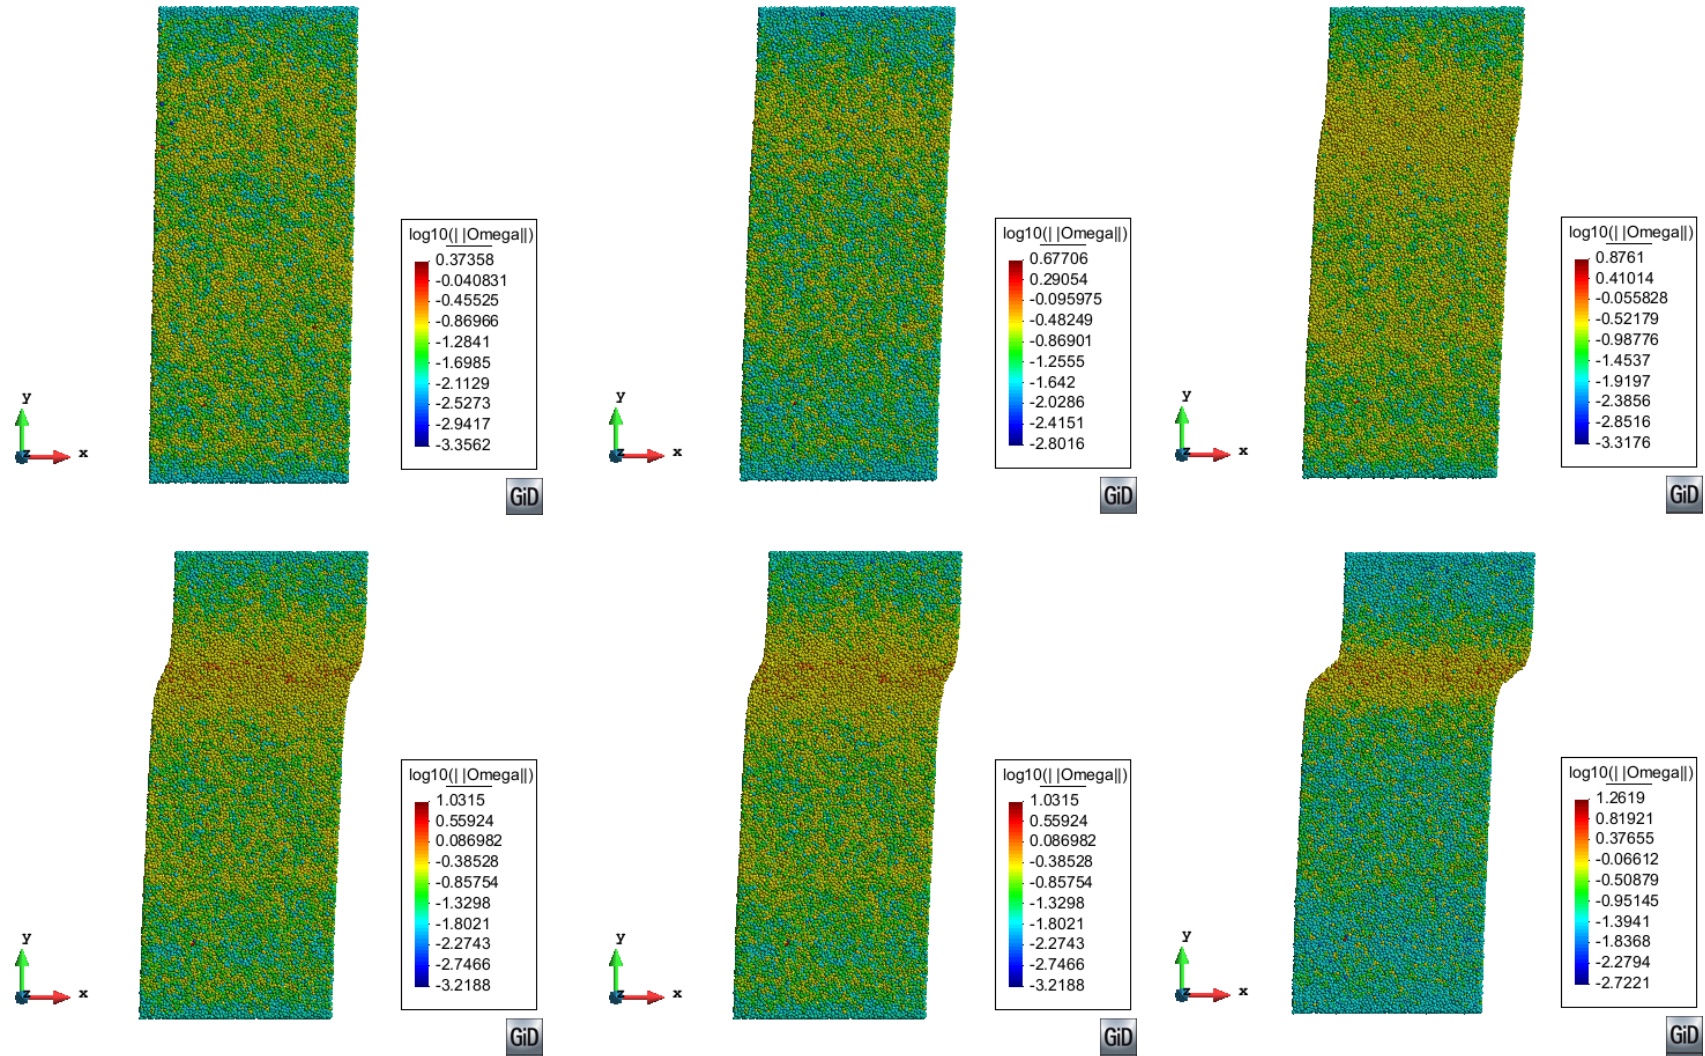 log10(| |Omega||)
0.37358
-0.040831
-0.45525
-0.86966
-1.2841
-1.6985
-2.1129
-2.5273
-2.9417
-3.3562
y
z
x
GiD
log10(| |Omega||)
0.67706
0.29054
-0.095975
-0.48249
-0.86901
-1.2555
-1.642
-2.0286
-2.4151
-2.8016
y
z
x
GiD
log10(| |Omega||)
0.8761
0.41014
-0.055828
-0.52179
-0.98776
-1.4537
-1.9197
-2.3856
-2.8516
-3.3176
y
z
x
GiD
log10(| |Omega||)
1.0315
0.55924
0.086982
-0.38528
-0.85754
-1.3298
-1.8021
-2.2743
-2.7466
-3.2188
y
z
x
GiD
log10(| |Omega||)
1.0315
0.55924
0.086982
-0.38528
-0.85754
-1.3298
-1.8021
-2.2743
-2.7466
-3.2188
y
z
x
GiD
log10(| |Omega||)
1.2619
0.81921
0.37655
-0.06612
-0.50879
-0.95145
-1.3941
-1.8368
-2.2794
-2.7221
y
z
x
GiD